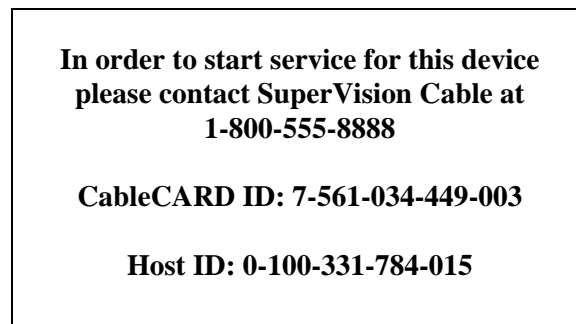 In order to start service for this device
please contact SuperVision Cable at
1-800-555-8888
CableCARD ID: 7-561-034-449-003
Host ID: 0-100-331-784-015